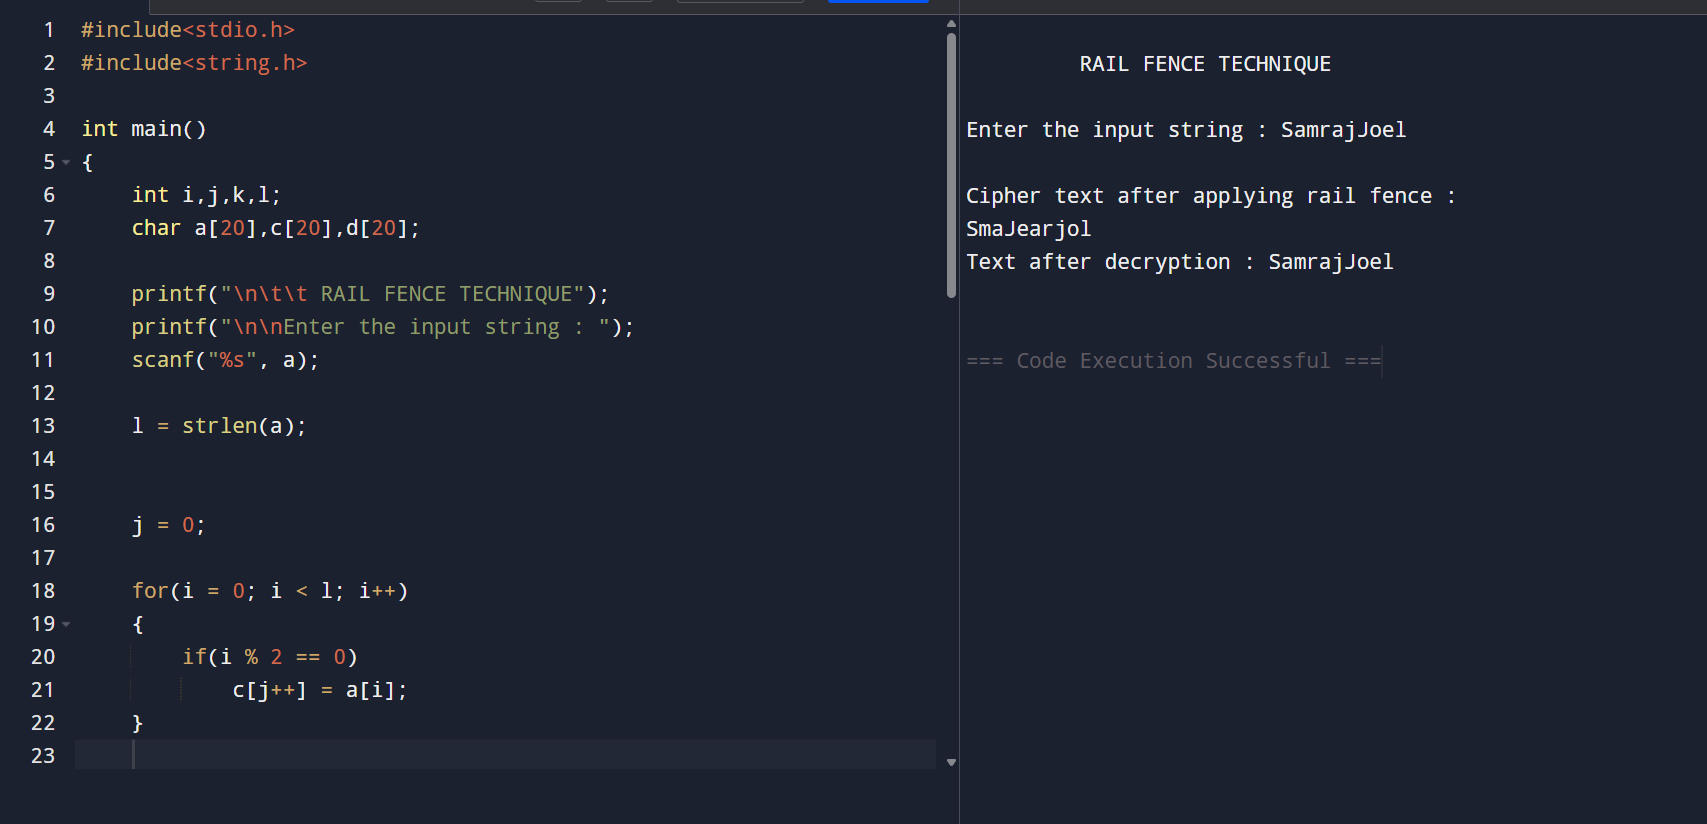 1 #include<stdio.h>
2 #include<string.h>
3
4 int main()
5 {
6     int i,j,k,l;
7     char a[20],c[20],d[20];
8
9     printf("\n\t\t RAIL FENCE TECHNIQUE");
10     printf("\n\nEnter the input string : ");
11     scanf("%s", a);
12
13     l = strlen(a);
14
15
16     j = 0;
17
18     for(i = 0; i < l; i++)
19     {
20         if(i % 2 == 0)
21             c[j++] = a[i];
22     }
23
RAIL FENCE TECHNIQUE
Enter the input string : SamrajJoel
Cipher text after applying rail fence :
SmaJearjol
Text after decryption : SamrajJoel
=== Code Execution Successful ===